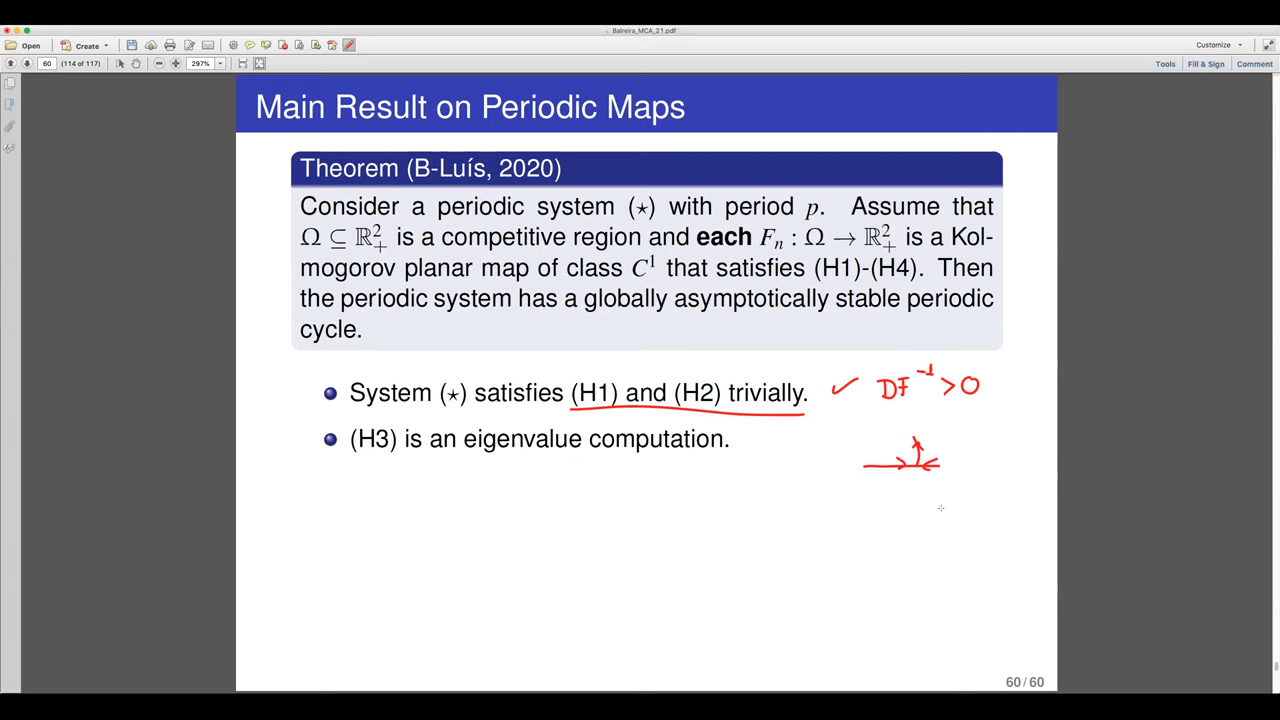 Balreira_MCA_21.pdf
Open Create Customize
60 (114 of 117) 297% Tools Fill & Sign Comment
Main Result on Periodic Maps
Theorem (B-Luís, 2020)
Consider a periodic system (⋆) with period p. Assume that
Ω ⊆ ℝ²₊ is a competitive region and each Fₙ : Ω → ℝ²₊ is a Kol-
mogorov planar map of class C¹ that satisfies (H1)-(H4). Then
the periodic system has a globally asymptotically stable periodic
cycle.
System (⋆) satisfies (H1) and (H2) trivially. ✓ DF⁻¹ > 0
(H3) is an eigenvalue computation.
60 / 60